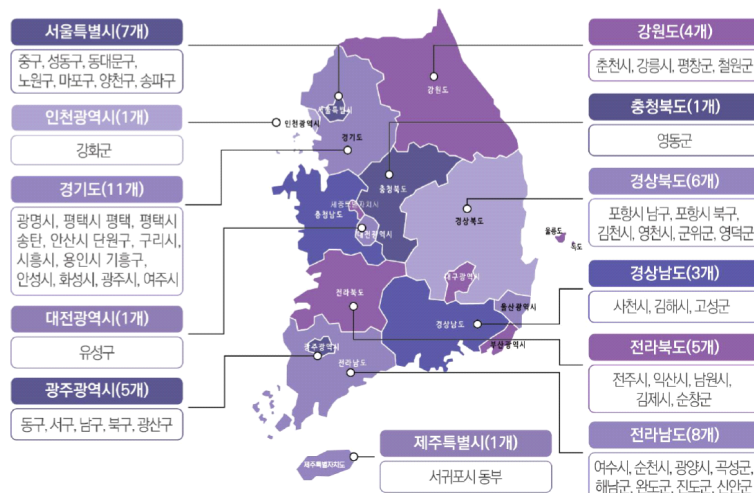 서울특별시(7개)
중구, 성동구, 동대문구,
노원구, 마포구, 양천구, 송파구
인천광역시(1개)
강화군
경기도(11개)
광명시, 평택시 평택, 평택시
송탄, 안산시 단원구, 구리시,
시흥시, 용인시 기흥구,
안성시, 화성시, 광주시, 여주시
대전광역시(1개)
유성구
광주광역시(5개)
동구, 서구, 남구, 북구, 광산구
서울특별시
인천광역시
경기도
강원도
충청북도
세종특별자치시
충청남도
대전광역시
경상북도
울릉도
독도
대구광역시
전라북도
울산광역시
경상남도
부산광역시
광주광역시
전라남도
제주특별자치도
제주특별시(1개)
서귀포시 동부
강원도(4개)
춘천시, 강릉시, 평창군, 철원군
충청북도(1개)
영동군
경상북도(6개)
포항시 남구, 포항시 북구,
김천시, 영천시, 군위군, 영덕군
경상남도(3개)
사천시, 김해시, 고성군
전라북도(5개)
전주시, 익산시, 남원시,
김제시, 순창군
전라남도(8개)
여수시, 순천시, 광양시, 곡성군,
해남군, 완도군, 진도군, 신안군